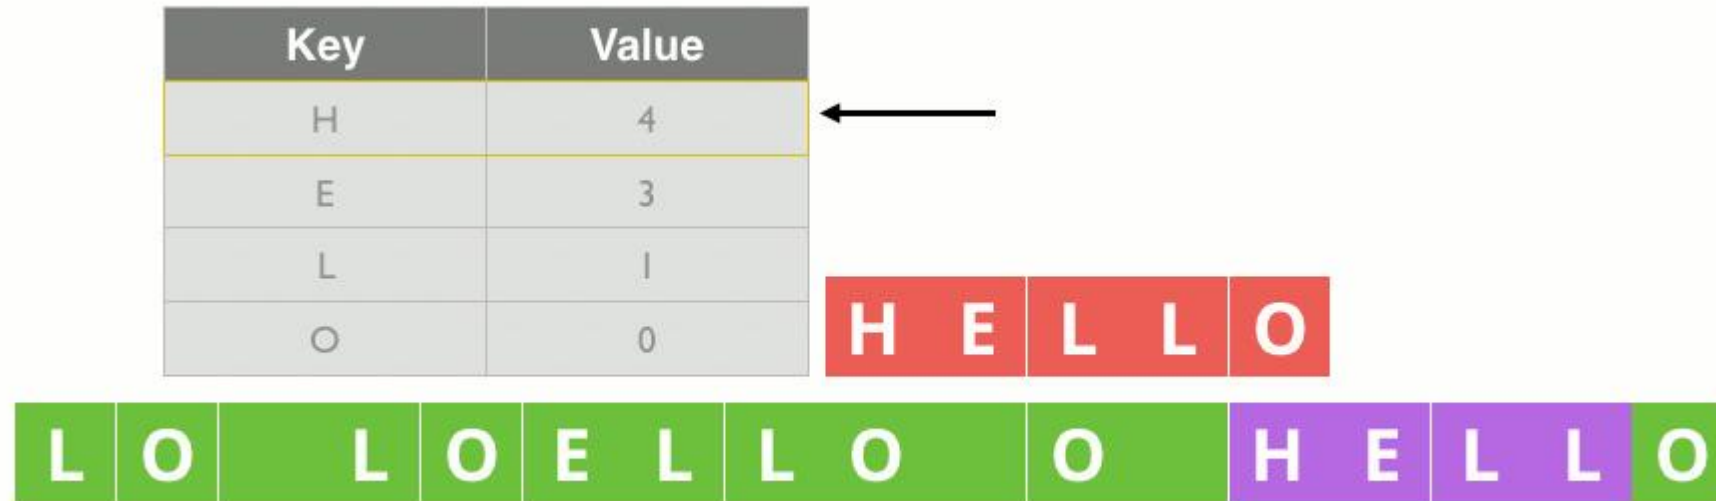 Key Value
H 4
E 3
L 1
O 0
H E L L O
L O L O E L L O O H E L L O